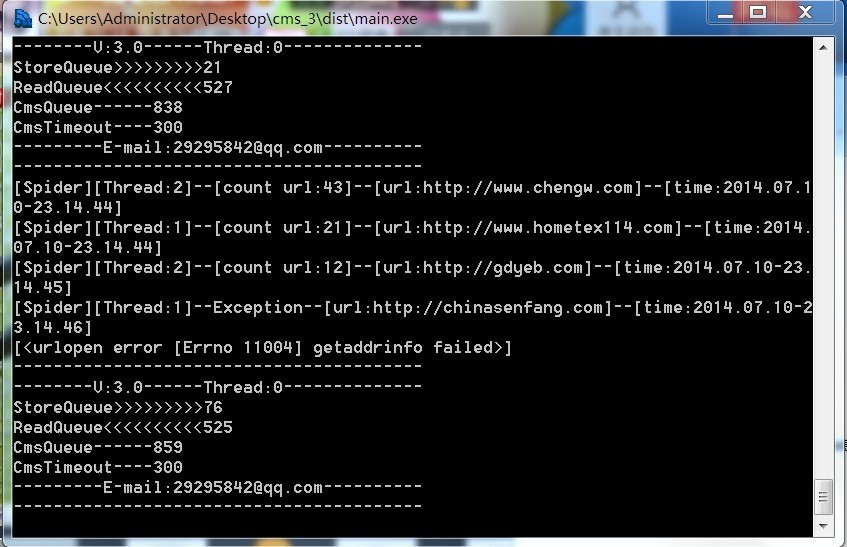 C:\Users\Administrator\Desktop\cms_3\dist\main.exe
--------V:3.0------Thread:0--------------
StoreQueue>>>>>>>>>21
ReadQueue<<<<<<<<<<527
CmsQueue------838
CmsTimeout----300
---------E-mail:29295842@qq.com----------
-----------------------------------------
[Spider][Thread:2]--[count url:43]--[url:http://www.chengw.com]--[time:2014.07.1
0-23.14.44]
[Spider][Thread:1]--[count url:21]--[url:http://www.hometex114.com]--[time:2014.
07.10-23.14.44]
[Spider][Thread:2]--[count url:12]--[url:http://gdyeb.com]--[time:2014.07.10-23.
14.45]
[Spider][Thread:1]--Exception--[url:http://chinasenfang.com]--[time:2014.07.10-2
3.14.46]
[<urlopen error [Errno 11004] getaddrinfo failed>]
-----------------------------------------
--------V:3.0------Thread:0--------------
StoreQueue>>>>>>>>>76
ReadQueue<<<<<<<<<<525
CmsQueue------859
CmsTimeout----300
---------E-mail:29295842@qq.com----------
-----------------------------------------